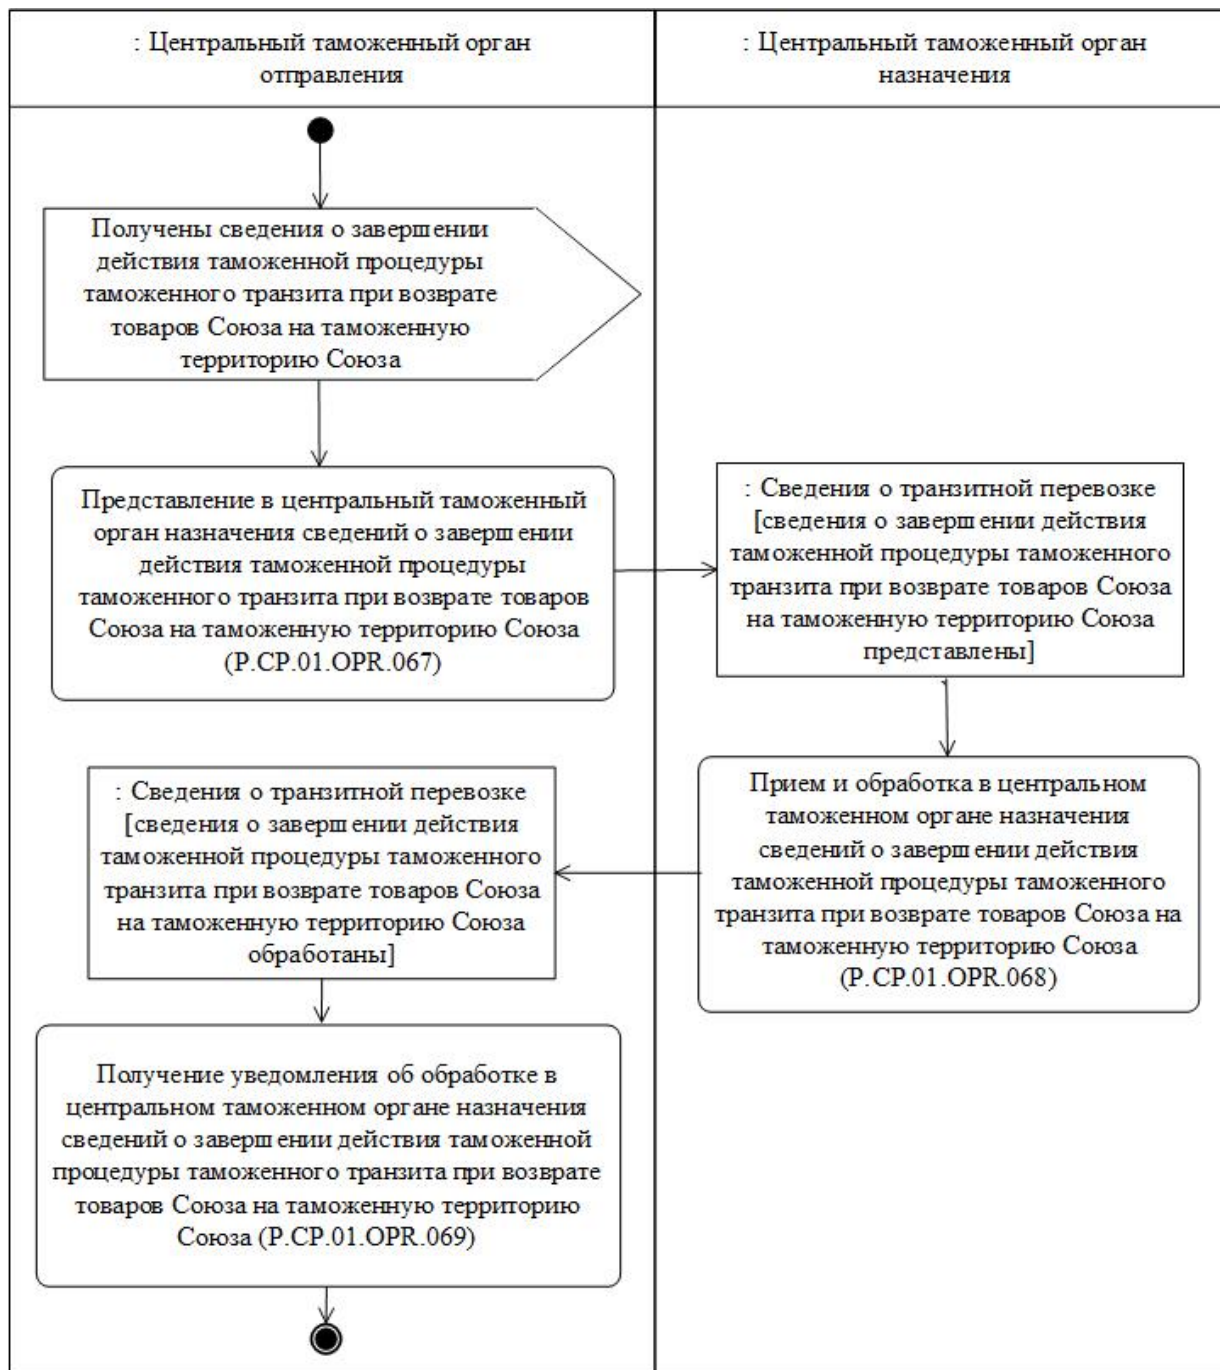 : Центральный таможенный орган
отправления
: Центральный таможенный орган
назначения
Получены сведения о завершении
действия таможенной процедуры
таможенного транзита при возврате
товаров Союза на таможенную
территорию Союза
Представление в центральный таможенный
орган назначения сведений о завершении
действия таможенной процедуры
таможенного транзита при возврате товаров
Союза на таможенную территорию Союза
(P.CP.01.OPR.067)
: Сведения о транзитной перевозке
[сведения о завершении действия
таможенной процедуры таможенного
транзита при возврате товаров Союза
на таможенную территорию Союза
представлены]
Прием и обработка в центральном
таможенном органе назначения
сведений о завершении действия
таможенной процедуры таможенного
транзита при возврате товаров Союза на
таможенную территорию Союза
(P.CP.01.OPR.068)
: Сведения о транзитной перевозке
[сведения о завершении действия
таможенной процедуры таможенного
транзита при возврате товаров Союза
на таможенную территорию Союза
обработаны]
Получение уведомления об обработке в
центральном таможенном органе назначения
сведений о завершении действия таможенной
процедуры таможенного транзита при возврате
товаров Союза на таможенную территорию
Союза (P.CP.01.OPR.069)